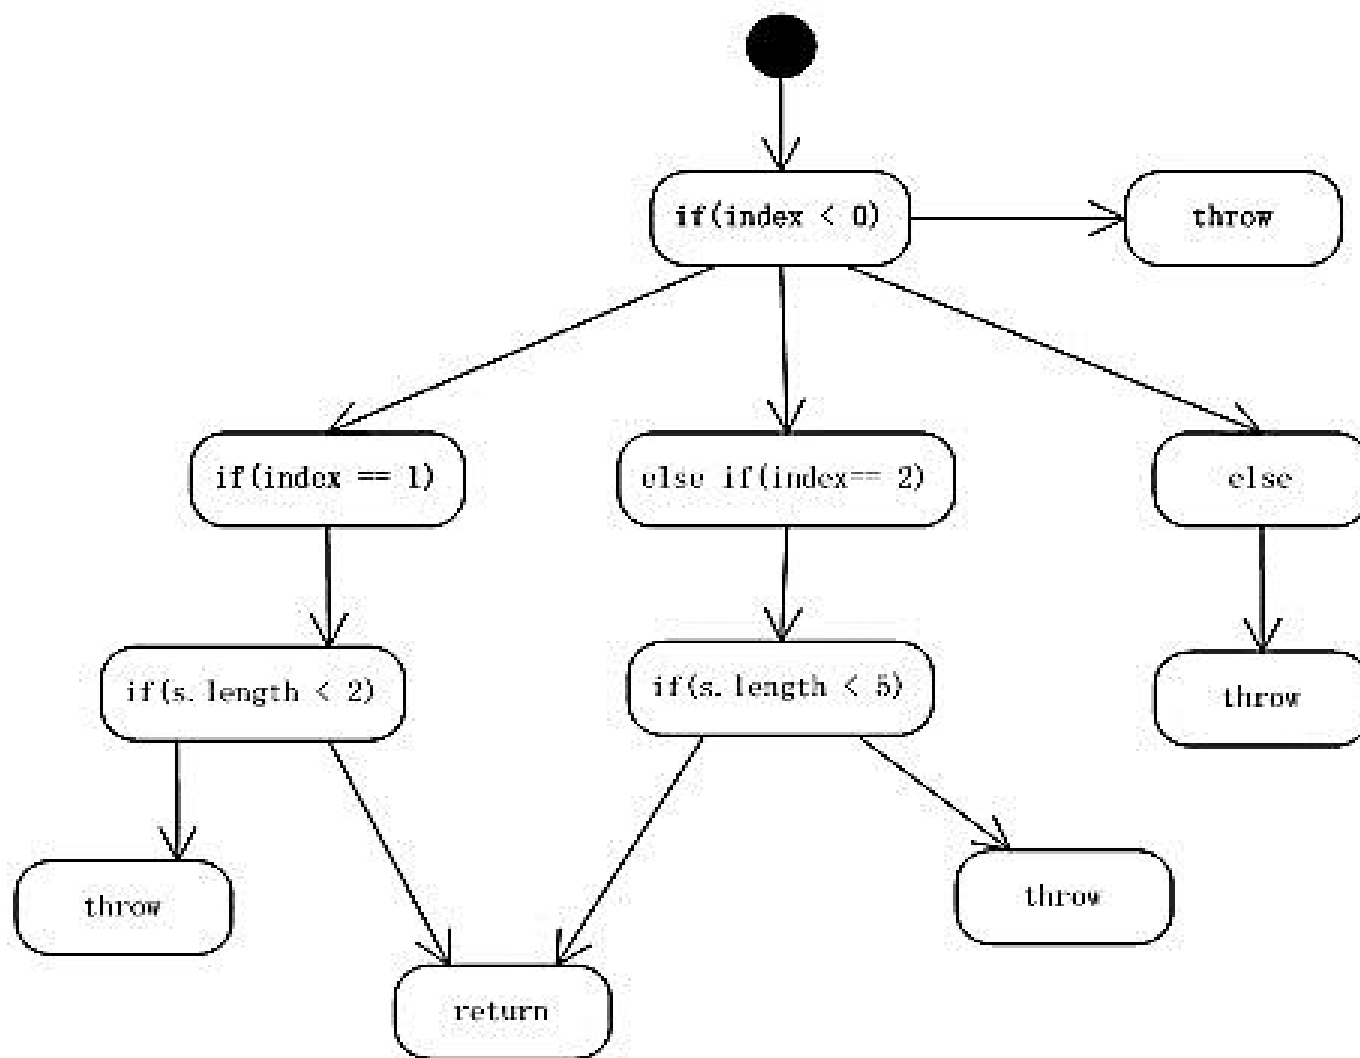 if(index < 0)
throw
if(index == 1)
else if(index== 2)
else
if(s.length < 2)
if(s.length < 5)
throw
throw
throw
return